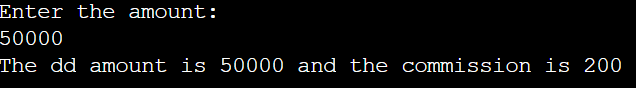 Enter the amount:
50000
The dd amount is 50000 and the commission is 200